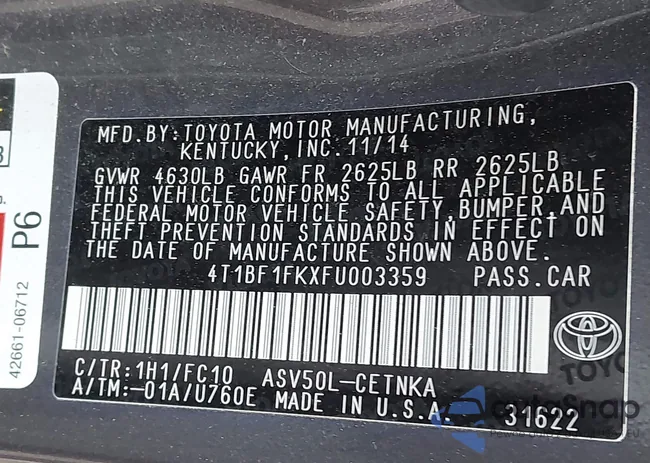 MFD.BY:TOYOTA MOTOR MANUFACTURING,
KENTUCKY,INC.11/14
GVWR 4630LB GAWR FR 2625LB RR 2625LB
THIS VEHICLE CONFORMS TO ALL APPLICABLE
FEDERAL MOTOR VEHICLE SAFETY,BUMPER,AND
THEFT PREVENTION STANDARDS IN EFFECT ON
THE DATE OF MANUFACTURE SHOWN ABOVE.
4T1BF1FKXFU003359 PASS.CAR
C/TR:1H1/FC10 ASV50L-CETNKA
A/TM:-01A/U760E MADE IN U.S.A. 31622
P6
42661-06712
TOYO
autoSnap